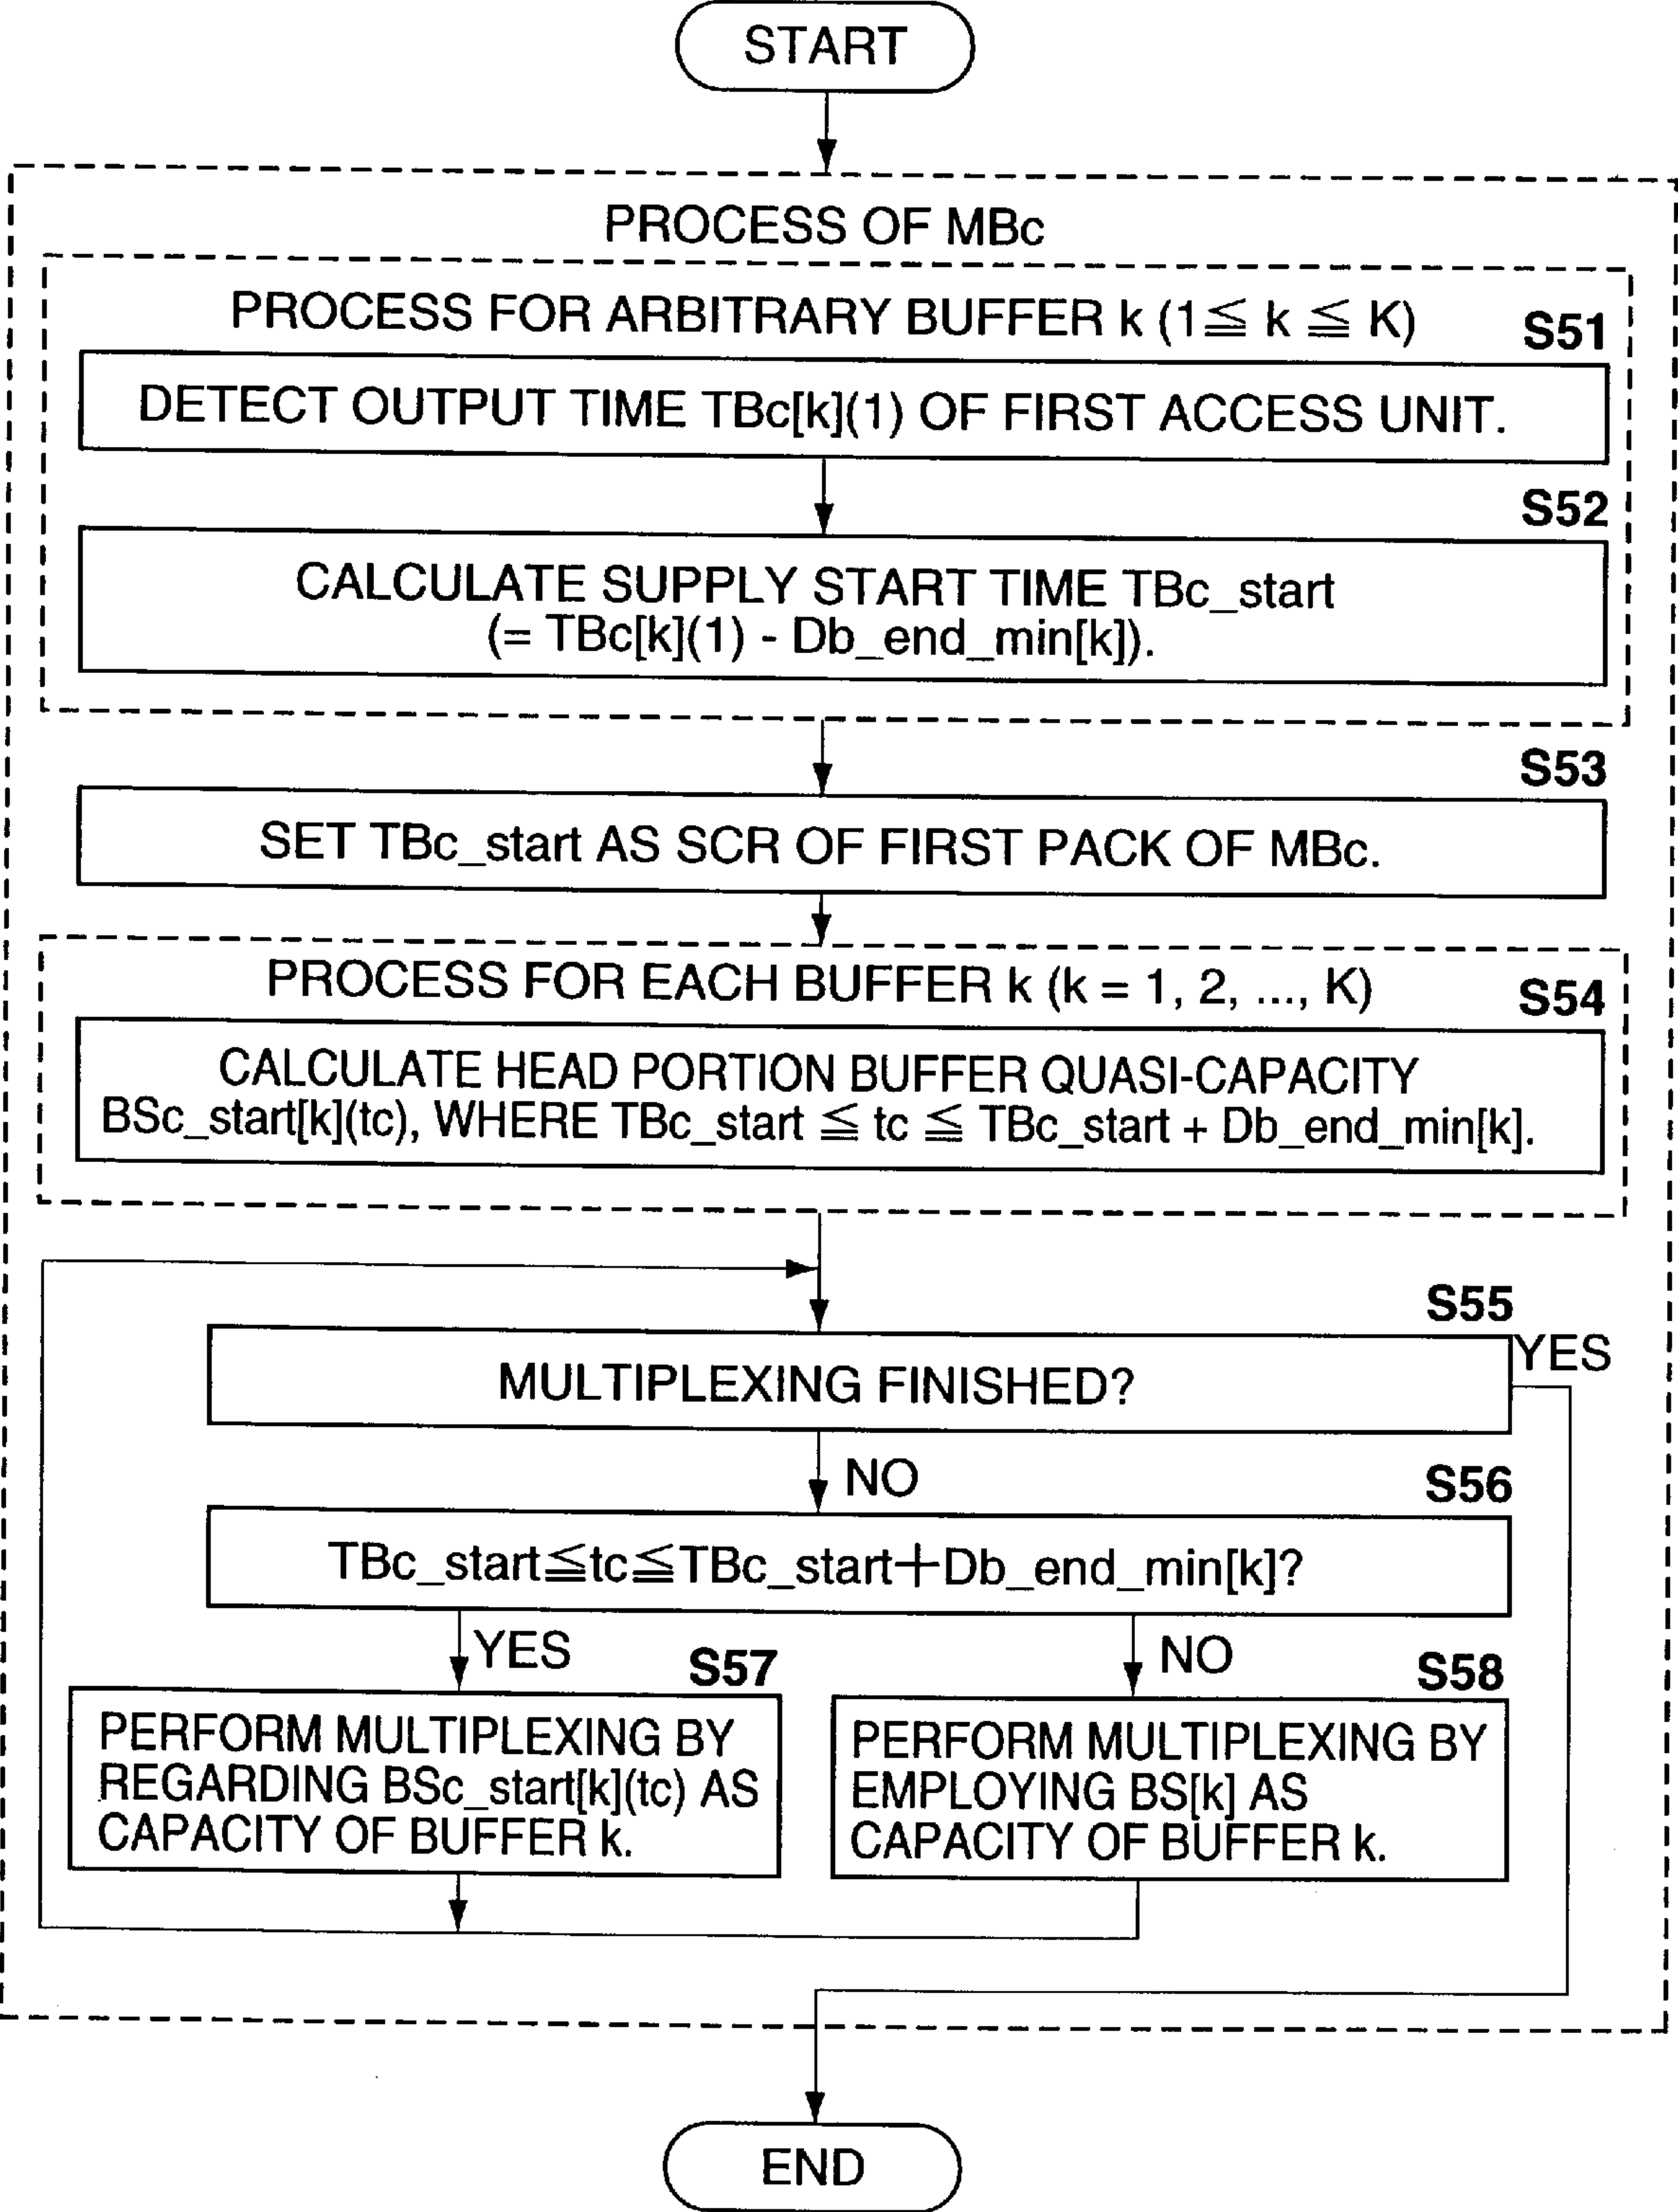 START
PROCESS OF MBc
PROCESS FOR ARBITRARY BUFFER k (1≦ k ≦ K)
S51
DETECT OUTPUT TIME TBc[k](1) OF FIRST ACCESS UNIT.
S52
CALCULATE SUPPLY START TIME TBc_start
(= TBc[k](1) - Db_end_min[k]).
S53
SET TBc_start AS SCR OF FIRST PACK OF MBc.
PROCESS FOR EACH BUFFER k (k = 1, 2, ..., K)
S54
CALCULATE HEAD PORTION BUFFER QUASI-CAPACITY
BSc_start[k](tc), WHERE TBc_start ≦ tc ≦ TBc_start + Db_end_min[k].
S55
MULTIPLEXING FINISHED?
YES
NO
S56
TBc_start≦tc≦TBc_start+Db_end_min[k]?
YES
S57
NO
S58
PERFORM MULTIPLEXING BY
REGARDING BSc_start[k](tc) AS
CAPACITY OF BUFFER k.
PERFORM MULTIPLEXING BY
EMPLOYING BS[k] AS
CAPACITY OF BUFFER k.
END